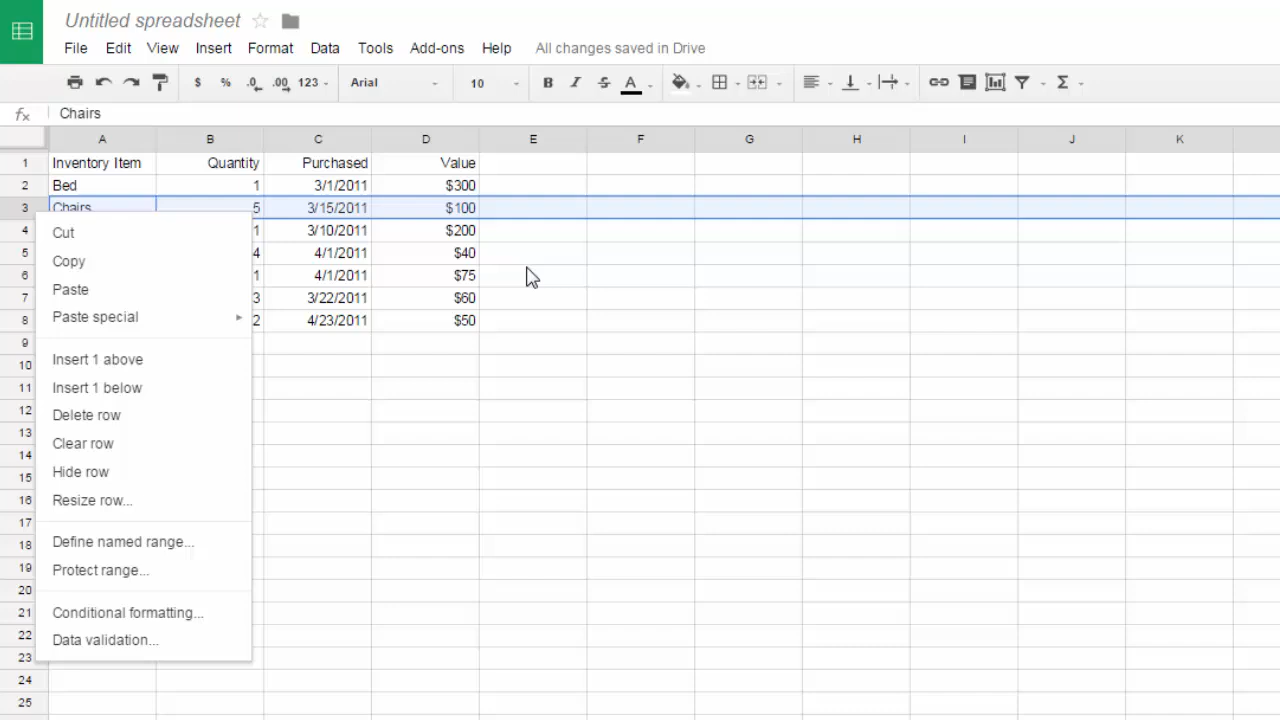 Untitled spreadsheet
File Edit View Insert Format Data Tools Add-ons Help All changes saved in Drive
$ % .0 .00 123 Arial 10 B I S A Σ
fx Chairs
A B C D E F G H I J K
1 Inventory Item Quantity Purchased Value
2 Bed 1 3/1/2011 $300
3 Chairs 5 3/15/2011 $100
4 1 3/10/2011 $200
5 4 4/1/2011 $40
6 1 4/1/2011 $75
7 3 3/22/2011 $60
8 2 4/23/2011 $50
9
10
11
12
13
14
15
16
17
18
19
20
21
22
23
24
25
Cut
Copy
Paste
Paste special
Insert 1 above
Insert 1 below
Delete row
Clear row
Hide row
Resize row...
Define named range...
Protect range...
Conditional formatting...
Data validation...